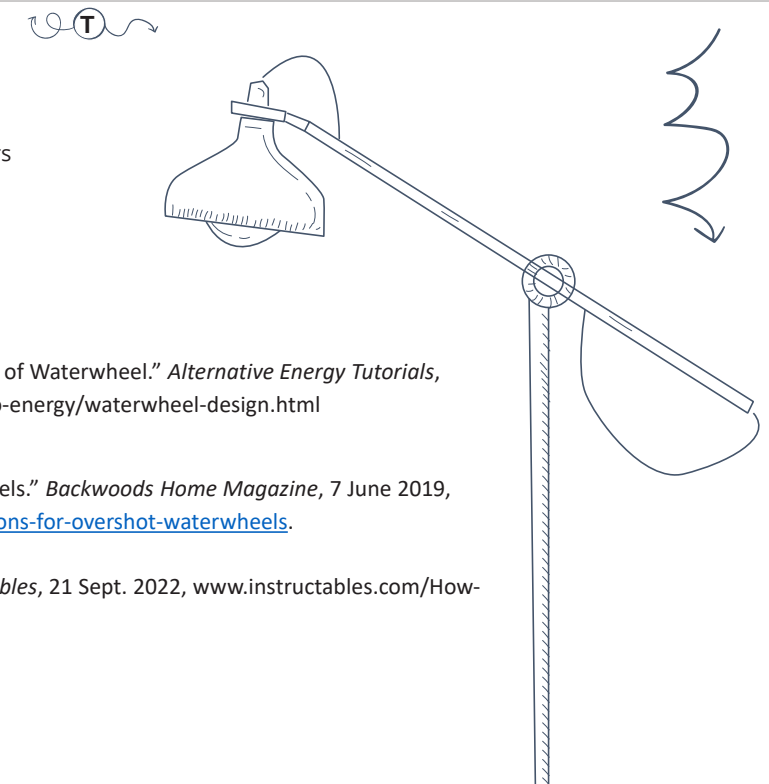 T
rs
of Waterwheel.” Alternative Energy Tutorials,
o-energy/waterwheel-design.html
els.” Backwoods Home Magazine, 7 June 2019,
ons-for-overshot-waterwheels.
bles, 21 Sept. 2022, www.instructables.com/How-